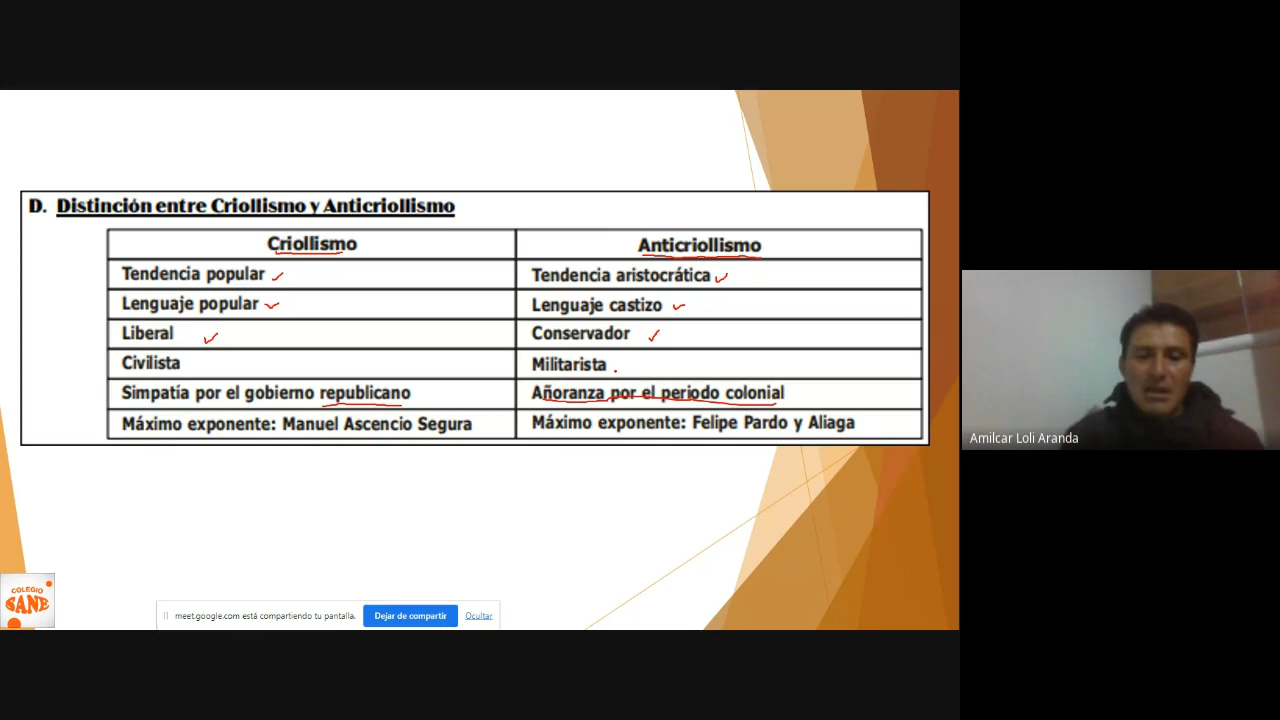 D. Distinción entre Criollismo y Anticriollismo
Criollismo Anticriollismo
Tendencia popular Tendencia aristocrática
Lenguaje popular Lenguaje castizo
Liberal Conservador
Civilista Militarista
Simpatía por el gobierno republicano Añoranza por el periodo colonial
Máximo exponente: Manuel Ascencio Segura Máximo exponente: Felipe Pardo y Aliaga
Amilcar Loli Aranda
COLEGIO
SANE
meet.google.com está compartiendo tu pantalla. Dejar de compartir Ocultar